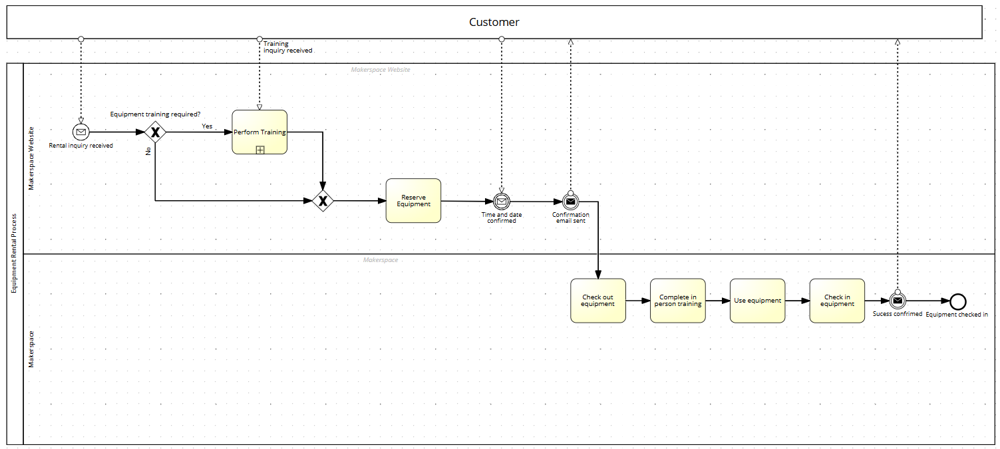 Customer
Training
inquiry received
Makerspace Website
Equipment training required?
Yes
Perform Training
Rental inquiry received
No
Makerspace Website
Reserve
Equipment
Time and date
confirmed
Confirmation
email sent
Equipment Rental Process
Makerspace
Check out
equipment
Complete in
person training
Use equipment
Check in
equipment
Sucess confrimed
Equipment checked in
Makerspace